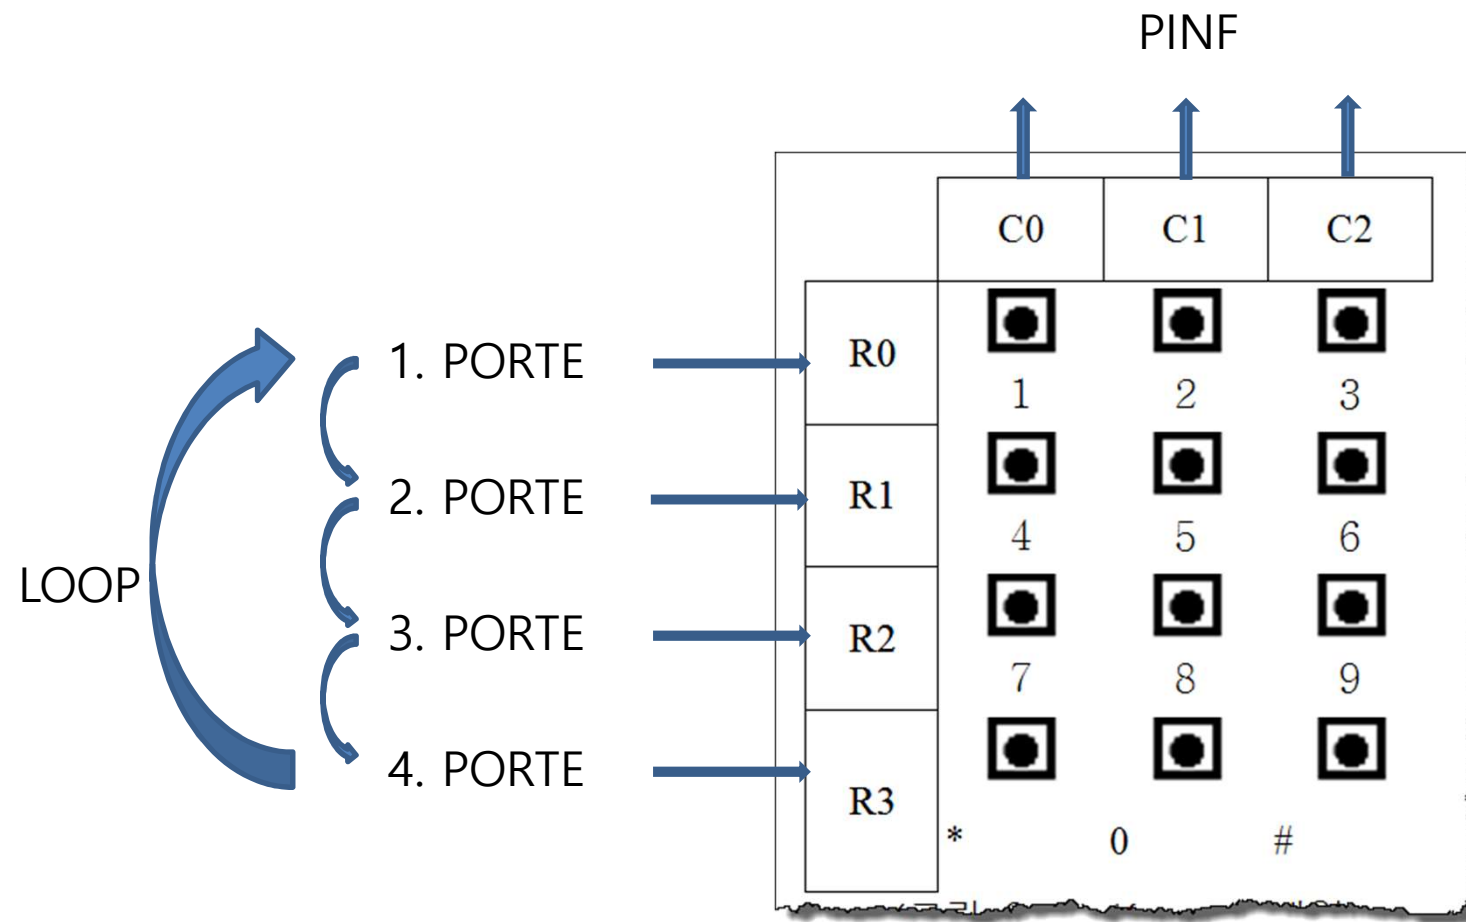 PINF
C0 C1 C2
1. PORTE R0
1 2 3
2. PORTE R1
4 5 6
LOOP
3. PORTE R2
7 8 9
4. PORTE R3
* 0 #